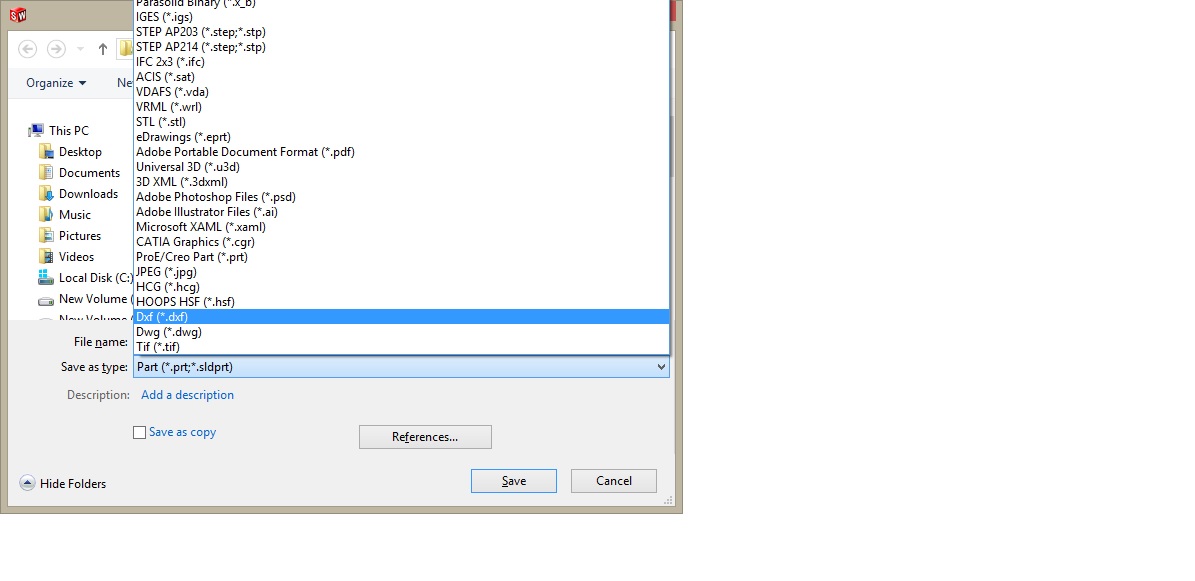 SW
Parasolid Binary (*.x_b)
IGES (*.igs)
STEP AP203 (*.step;*.stp)
STEP AP214 (*.step;*.stp)
IFC 2x3 (*.ifc)
ACIS (*.sat)
VDAFS (*.vda)
VRML (*.wrl)
STL (*.stl)
eDrawings (*.eprt)
Adobe Portable Document Format (*.pdf)
Universal 3D (*.u3d)
3D XML (*.3dxml)
Adobe Photoshop Files (*.psd)
Adobe Illustrator Files (*.ai)
Microsoft XAML (*.xaml)
CATIA Graphics (*.cgr)
ProE/Creo Part (*.prt)
JPEG (*.jpg)
HCG (*.hcg)
HOOPS HSF (*.hsf)
Dxf (*.dxf)
Dwg (*.dwg)
Tif (*.tif)
Organize Ne
This PC
Desktop
Documents
Downloads
Music
Pictures
Videos
Local Disk (C:)
New Volume (
New Volume
File name:
Save as type: Part (*.prt;*.sldprt)
Description: Add a description
Save as copy
References...
Hide Folders
Save Cancel